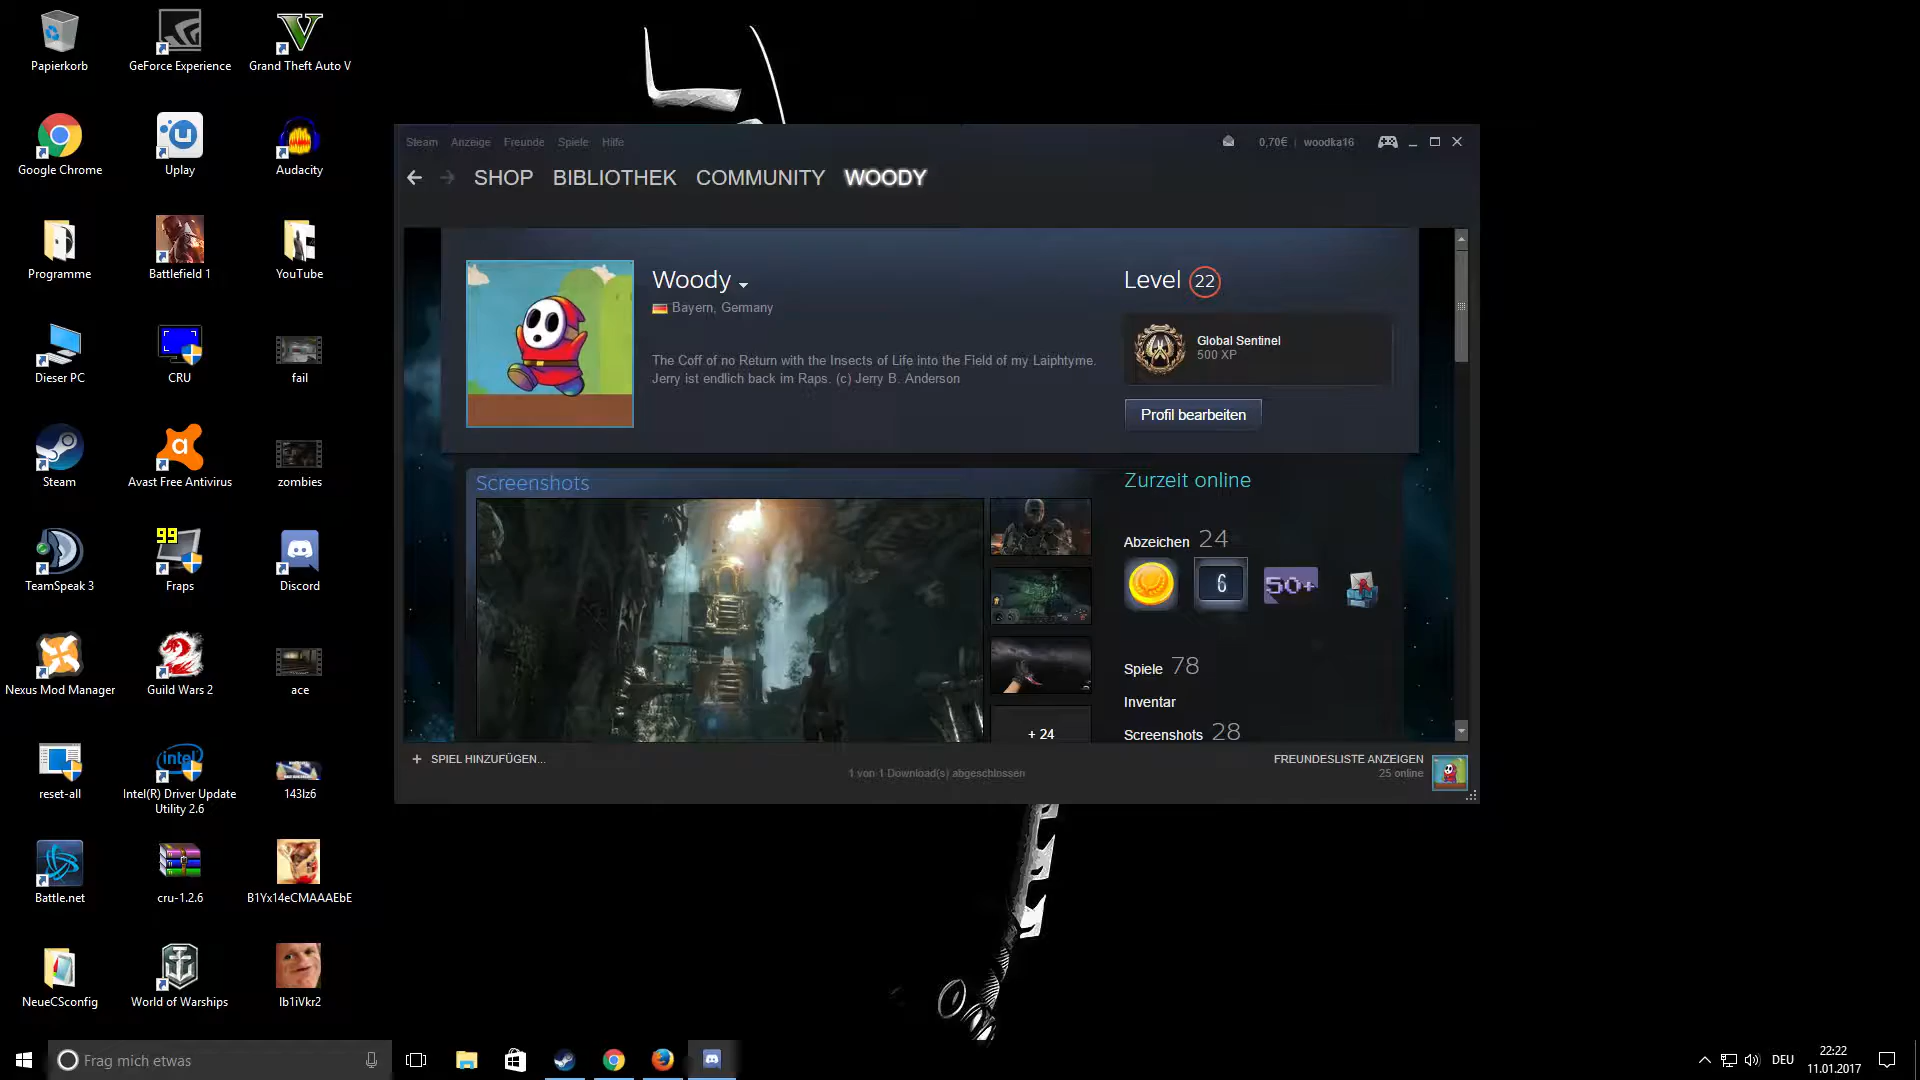 Papierkorb
GeForce Experience
Grand Theft Auto V
Google Chrome
Uplay
Audacity
Programme
Battlefield 1
YouTube
Dieser PC
CRU
fail
Steam
Avast Free Antivirus
zombies
99
TeamSpeak 3
Fraps
Discord
Nexus Mod Manager
Guild Wars 2
ace
reset-all
intel
Intel(R) Driver Update
Utility 2.6
143lz6
Battle.net
cru-1.2.6
B1Yx14eCMAAAEbE
NeueCSconfig
World of Warships
lb1iVkr2
Steam Anzeige Freunde Spiele Hilfe
0,70€ | woodka16
SHOP BIBLIOTHEK COMMUNITY WOODY
Woody
Bayern, Germany
The Coff of no Return with the Insects of Life into the Field of my Laiphtyme.
Jerry ist endlich back im Raps. (c) Jerry B. Anderson
Level 22
Global Sentinel
500 XP
Profil bearbeiten
Screenshots
+ 24
Zurzeit online
Abzeichen 24
6
50+
Spiele 78
Inventar
Screenshots 28
+ SPIEL HINZUFÜGEN...
1 von 1 Download(s) abgeschlossen
FREUNDESLISTE ANZEIGEN
25 online
Frag mich etwas
DEU
22:22
11.01.2017